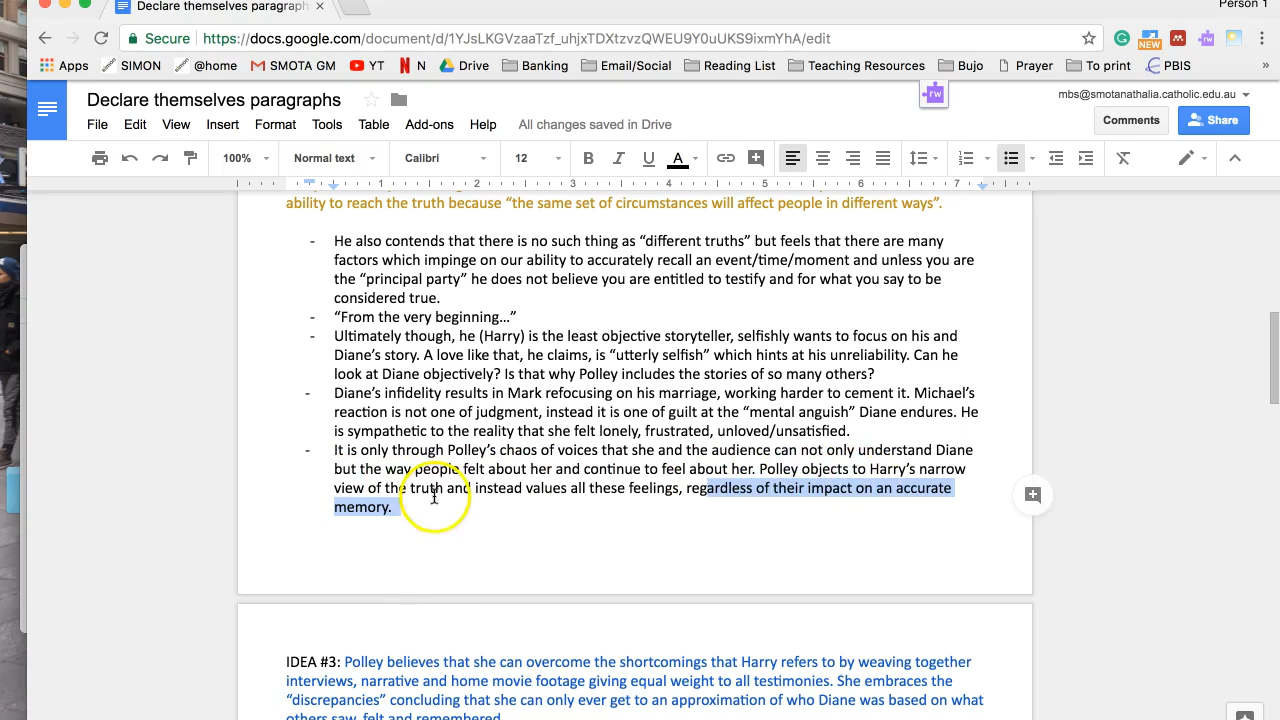 Declare themselves paragraph ×
Person 1
Secure
https://docs.google.com/document/d/1YJsLKGVzaaTzf_uhjxTDXtzvzQWEU9Y0uUKS9ixmYhA/edit
NEW
rw
Apps SIMON @home SMOTA GM YT N Drive Banking Email/Social Reading List Teaching Resources Bujo Prayer To print PBIS »
Declare themselves paragraphs
rw
mbs@smotanathalia.catholic.edu.au
File Edit View Insert Format Tools Table Add-ons Help All changes saved in Drive
Comments
Share
100% Normal text Calibri 12 B I U A
1 2 3 4 5 6 7
ability to reach the truth because “the same set of circumstances will affect people in different ways”.
- He also contends that there is no such thing as “different truths” but feels that there are many
factors which impinge on our ability to accurately recall an event/time/moment and unless you are
the “principal party” he does not believe you are entitled to testify and for what you say to be
considered true.
- “From the very beginning…”
- Ultimately though, he (Harry) is the least objective storyteller, selfishly wants to focus on his and
Diane’s story. A love like that, he claims, is “utterly selfish” which hints at his unreliability. Can he
look at Diane objectively? Is that why Polley includes the stories of so many others?
- Diane’s infidelity results in Mark refocusing on his marriage, working harder to cement it. Michael’s
reaction is not one of judgment, instead it is one of guilt at the “mental anguish” Diane endures. He
is sympathetic to the reality that she felt lonely, frustrated, unloved/unsatisfied.
- It is only through Polley’s chaos of voices that she and the audience can not only understand Diane
but the way people felt about her and continue to feel about her. Polley objects to Harry’s narrow
view of the truth and instead values all these feelings, regardless of their impact on an accurate
memory.
IDEA #3: Polley believes that she can overcome the shortcomings that Harry refers to by weaving together
interviews, narrative and home movie footage giving equal weight to all testimonies. She embraces the
“discrepancies” concluding that she can only ever get to an approximation of who Diane was based on what
others saw, felt and remembered.